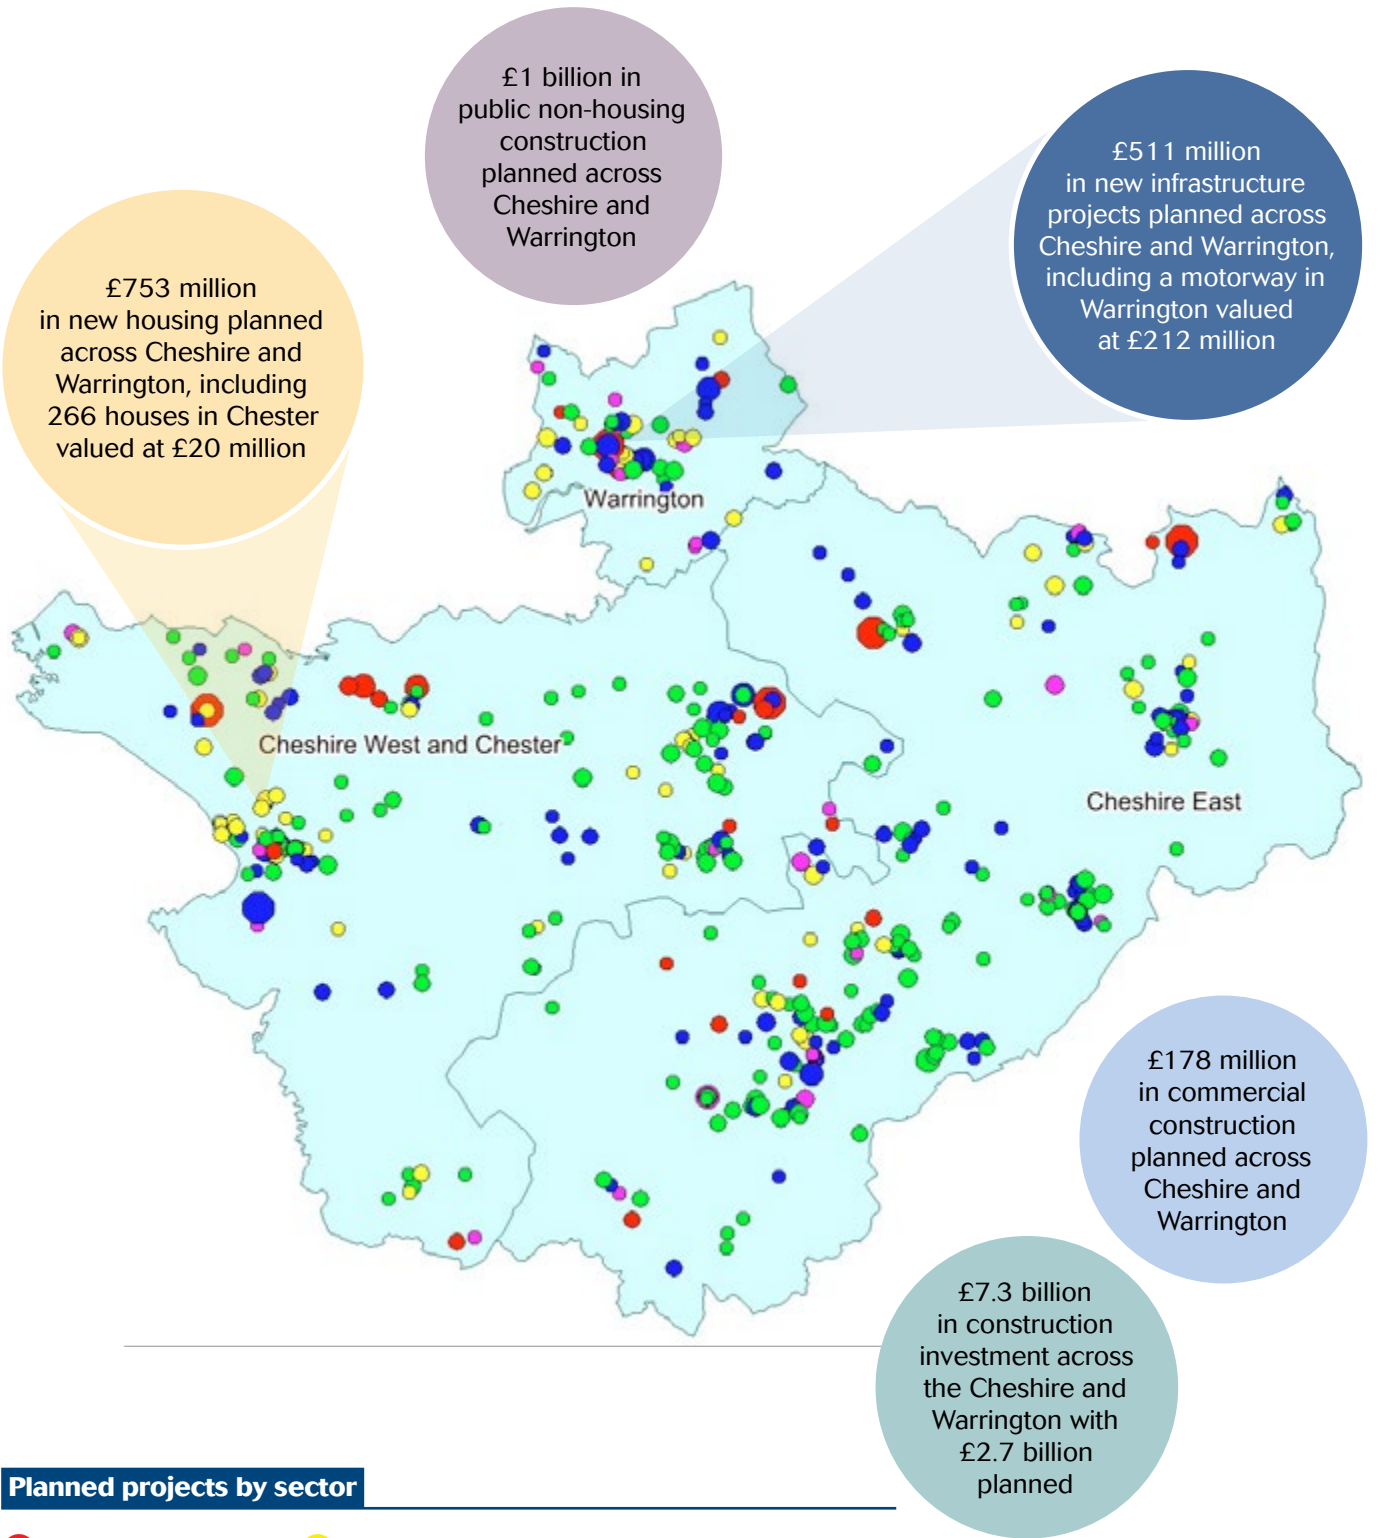 £1 billion in
public non-housing
construction
planned across
Cheshire and
Warrington
£511 million
in new infrastructure
projects planned across
Cheshire and Warrington,
including a motorway in
Warrington valued
at £212 million
£753 million
in new housing planned
across Cheshire and
Warrington, including
266 houses in Chester
valued at £20 million
Warrington
Cheshire West and Chester
Cheshire East
£178 million
in commercial
construction
planned across
Cheshire and
Warrington
£7.3 billion
in construction
investment across
the Cheshire and
Warrington with
£2.7 billion
planned
Planned projects by sector